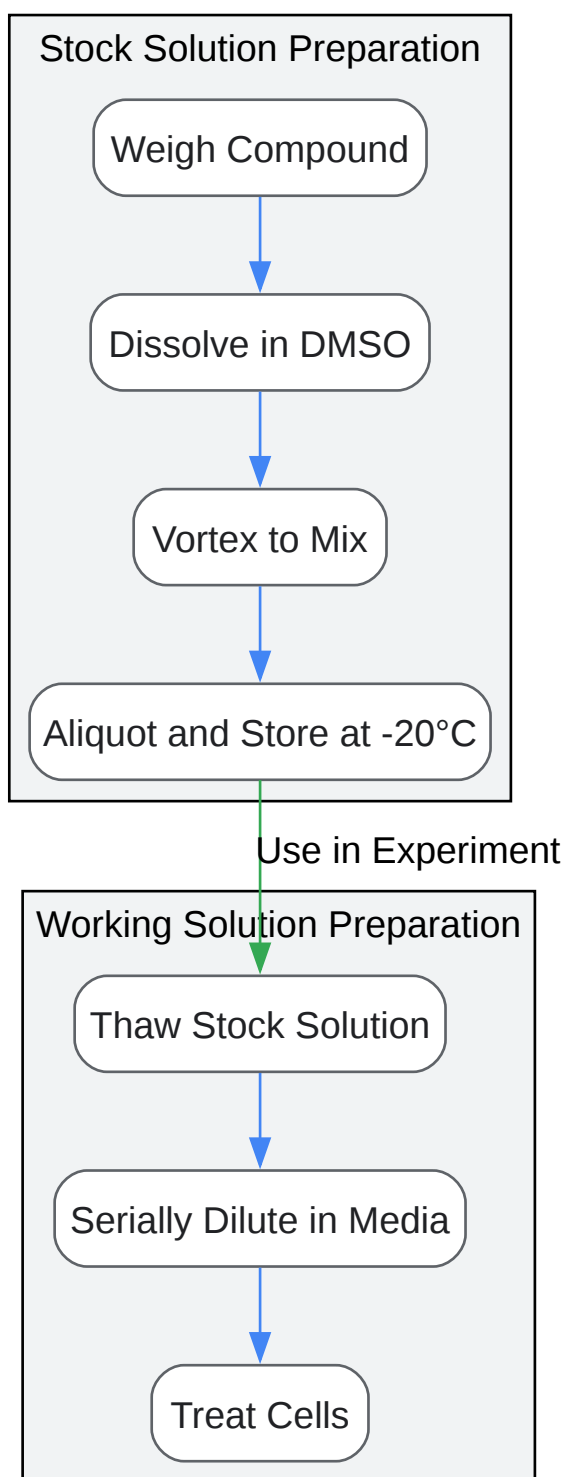 Stock Solution Preparation
Weigh Compound
Dissolve in DMSO
Vortex to Mix
Aliquot and Store at -20°C
Use in Experiment
Working Solution Preparation
Thaw Stock Solution
Serially Dilute in Media
Treat Cells